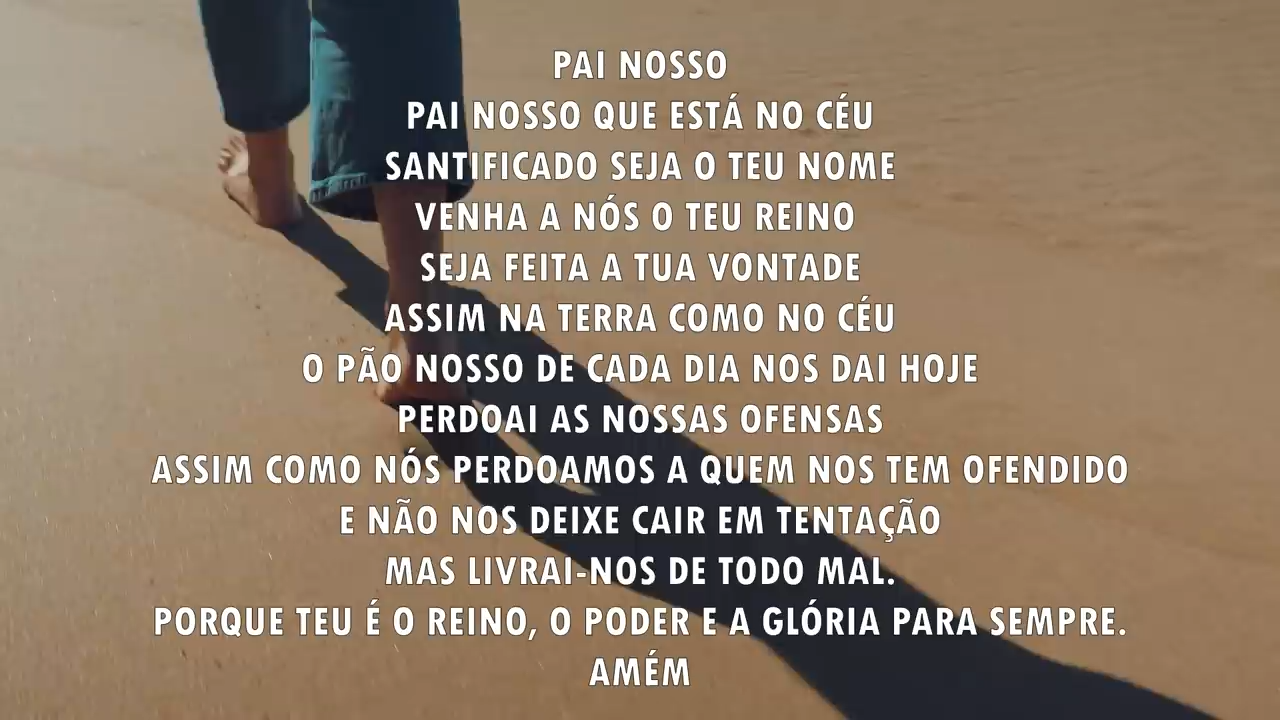 PAI NOSSO
PAI NOSSO QUE ESTÁ NO CÉU
SANTIFICADO SEJA O TEU NOME
VENHA A NÓS O TEU REINO
SEJA FEITA A TUA VONTADE
ASSIM NA TERRA COMO NO CÉU
O PÃO NOSSO DE CADA DIA NOS DAI HOJE
PERDOAI AS NOSSAS OFENSAS
ASSIM COMO NÓS PERDOAMOS A QUEM NOS TEM OFENDIDO
E NÃO NOS DEIXE CAIR EM TENTAÇÃO
MAS LIVRAI-NOS DE TODO MAL.
PORQUE TEU É O REINO, O PODER E A GLÓRIA PARA SEMPRE.
AMÉM